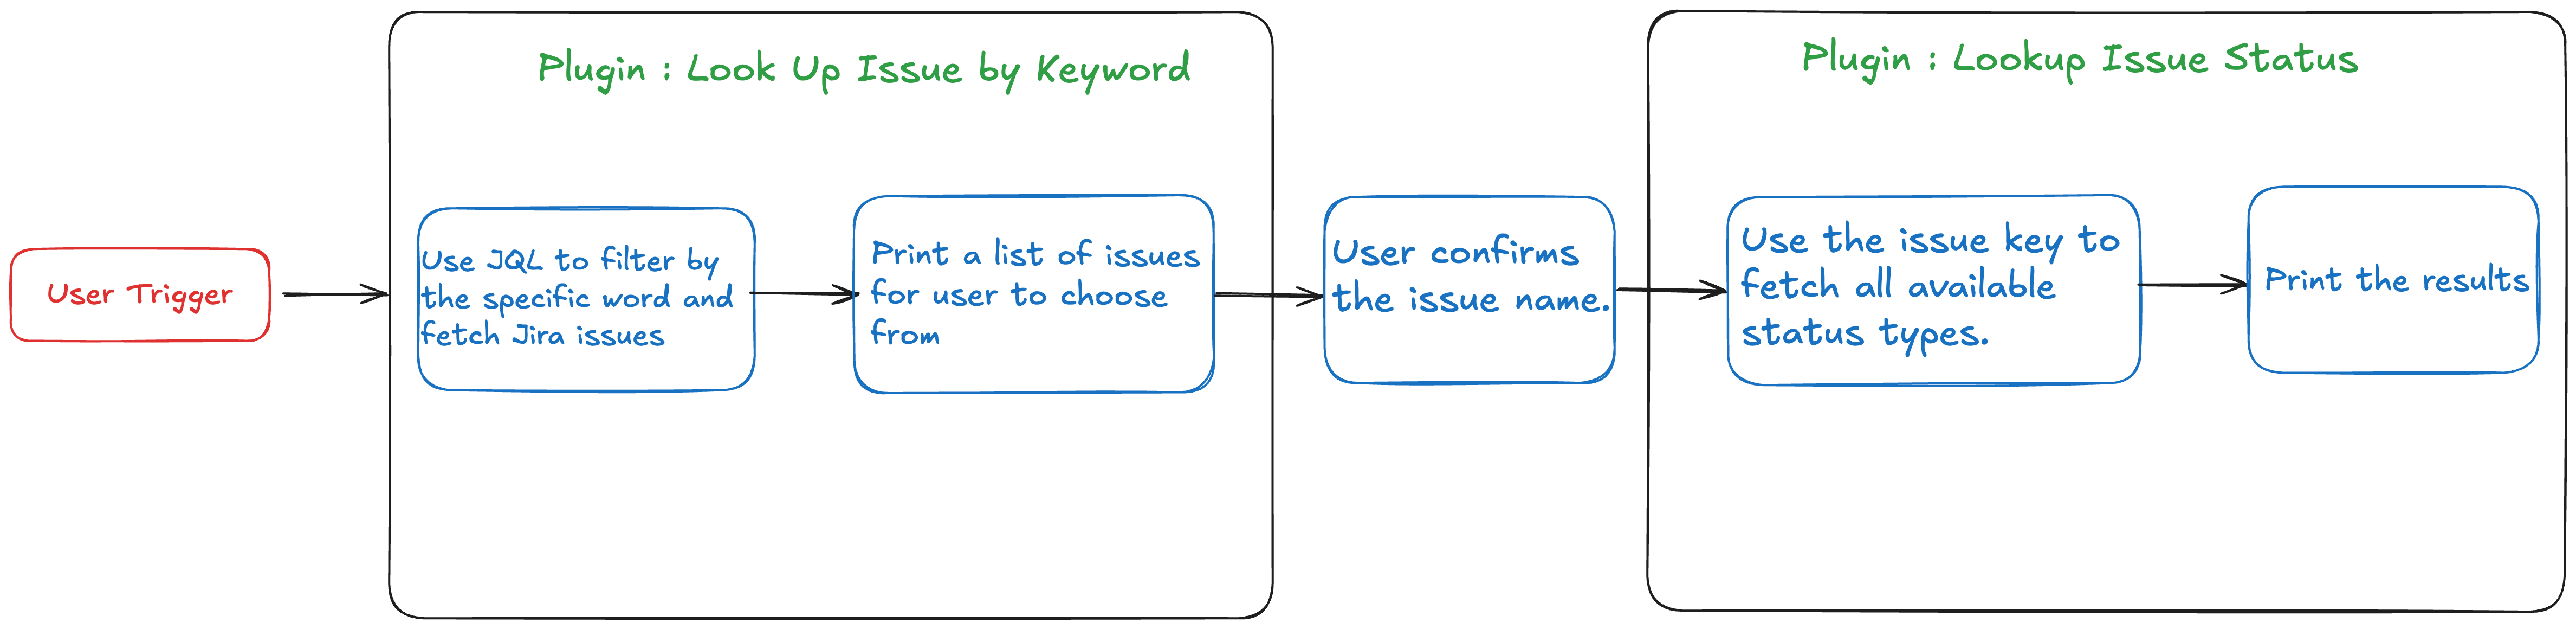 Plugin : Look Up Issue by Keyword
Plugin : Lookup Issue Status
User Trigger
Use JQL to filter by
the specific word and
fetch Jira issues
Print a list of issues
for user to choose
from
User confirms
the issue name.
Use the issue key to
fetch all available
status types.
Print the results